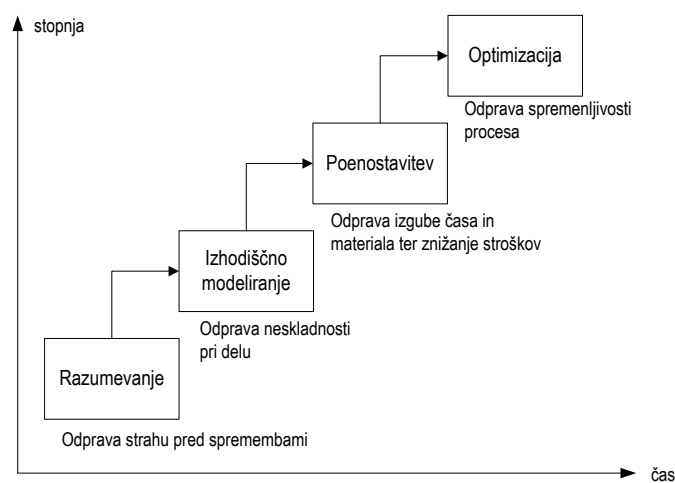 stopnja
Optimizacija
Odprava spremenljivosti
procesa
Poenostavitev
Odprava izgube časa in
materiala ter znižanje stroškov
Izhodiščno
modeliranje
Odprava neskladnosti
pri delu
Razumevanje
Odprava strahu pred spremembami
čas